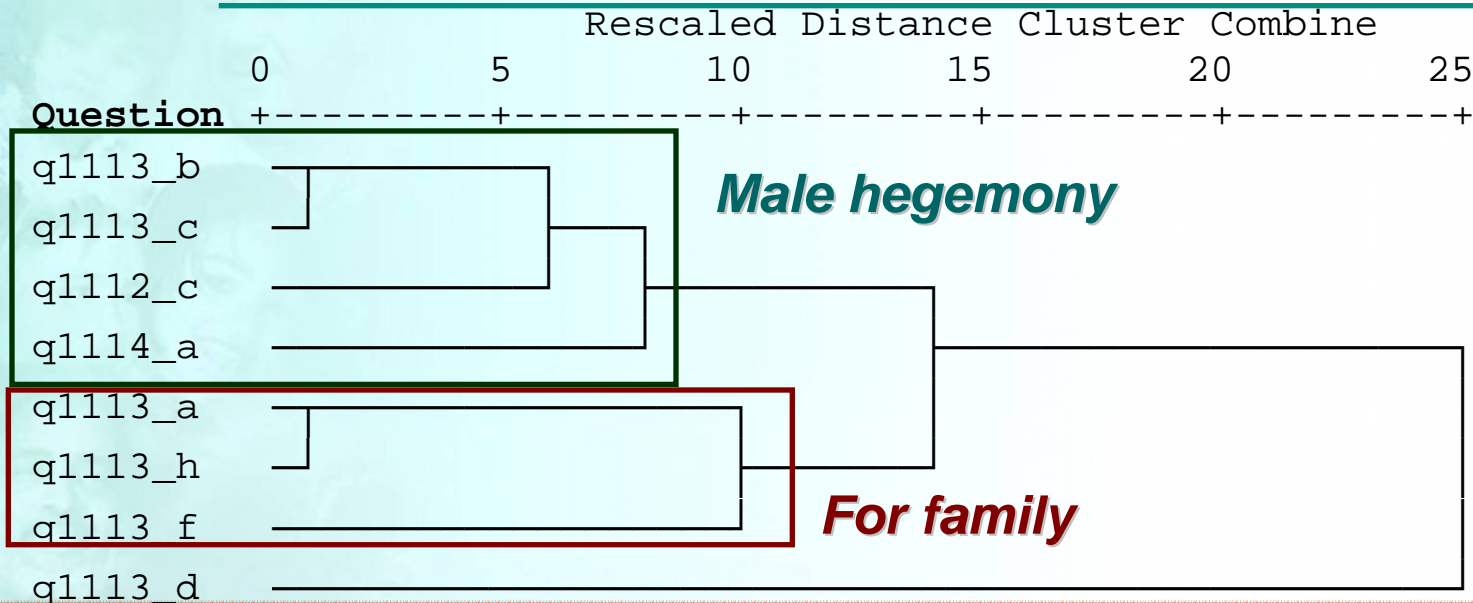 Rescaled Distance Cluster Combine
0 5 10 15 20 25
Question +---------+---------+---------+---------+---------+
q1113_b
Male hegemony
q1113_c
q1112_c
q1114_a
q1113_a
q1113_h
For family
q1113_f
q1113_d